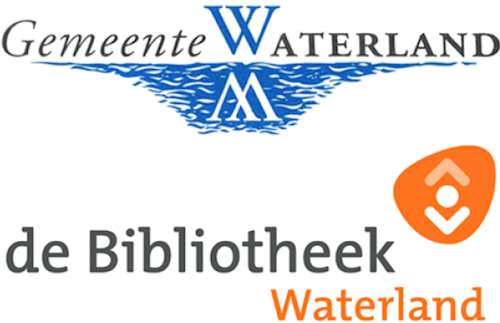 Gemeente WATERLAND
de Bibliotheek
Waterland